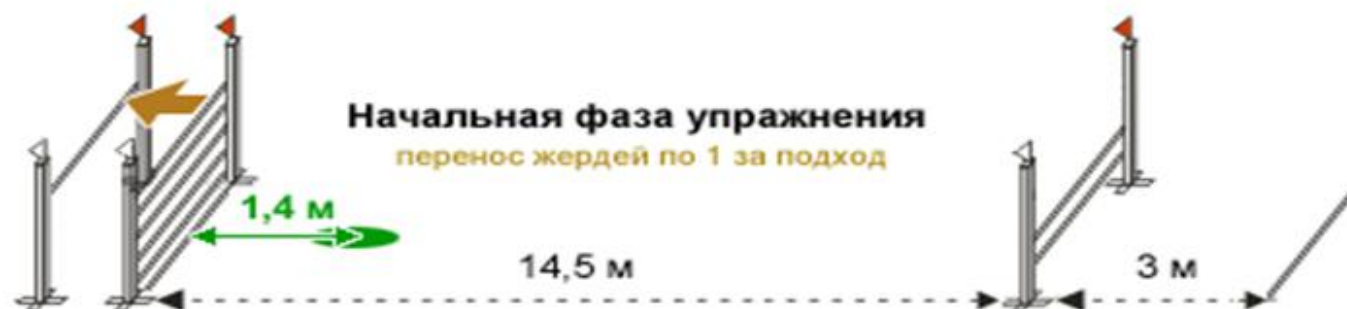 Начальная фаза упражнения
перенос жердей по 1 за подход
1,4 м
14,5 м
3 м